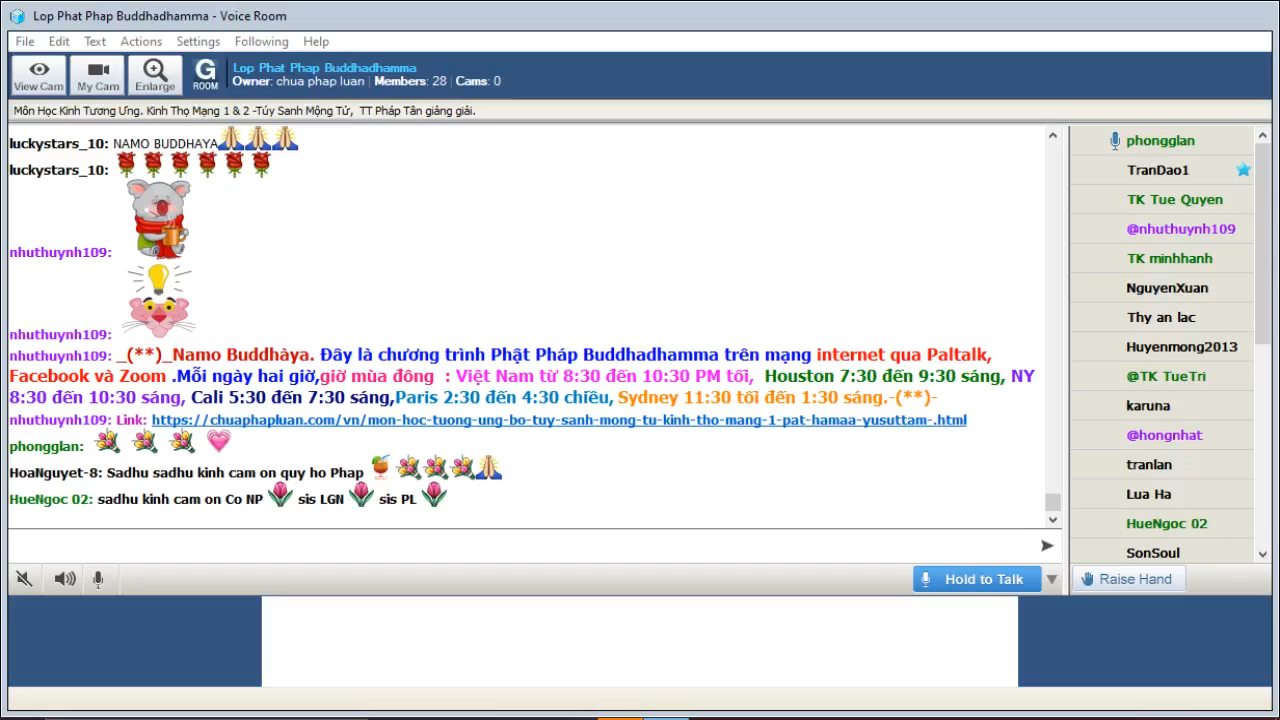 Lop Phat Phap Buddhadhamma - Voice Room
File Edit Text Actions Settings Following Help
View Cam My Cam Enlarge G ROOM
Lop Phat Phap Buddhadhamma
Owner: chua phap luan Members: 28 Cams: 0
Môn Học Kinh Tương Ưng. Kinh Thọ Mạng 1 & 2 -Túy Sanh Mộng Tử, TT Pháp Tân giảng giải.
luckystars_10: NAMO BUDDHAYA
luckystars_10:
nhuthuynh109:
nhuthuynh109:
nhuthuynh109: _(**)_Namo Buddhàya. Đây là chương trình Phật Pháp Buddhadhamma trên mạng internet qua Paltalk,
Facebook và Zoom .Mỗi ngày hai giờ,giờ mùa đông : Việt Nam từ 8:30 đến 10:30 PM tối, Houston 7:30 đến 9:30 sáng, NY
8:30 đến 10:30 sáng, Cali 5:30 đến 7:30 sáng,Paris 2:30 đến 4:30 chiều, Sydney 11:30 tối đến 1:30 sáng.-(**)-
nhuthuynh109: Link: https://chuaphapluan.com/vn/mon-hoc-tuong-ung-bo-tuy-sanh-mong-tu-kinh-tho-mang-1-pat-hamaa-yusuttam-.html
phongglan:
HoaNguyet-8: Sadhu sadhu kinh cam on quy ho Phap
HueNgoc 02: sadhu kinh cam on Co NP sis LGN sis PL
phongglan
TranDao1
TK Tue Quyen
@nhuthuynh109
TK minhhanh
NguyenXuan
Thy an lac
Huyenmong2013
@TK TueTri
karuna
@hongnhat
tranlan
Lua Ha
HueNgoc 02
SonSoul
Hold to Talk
Raise Hand